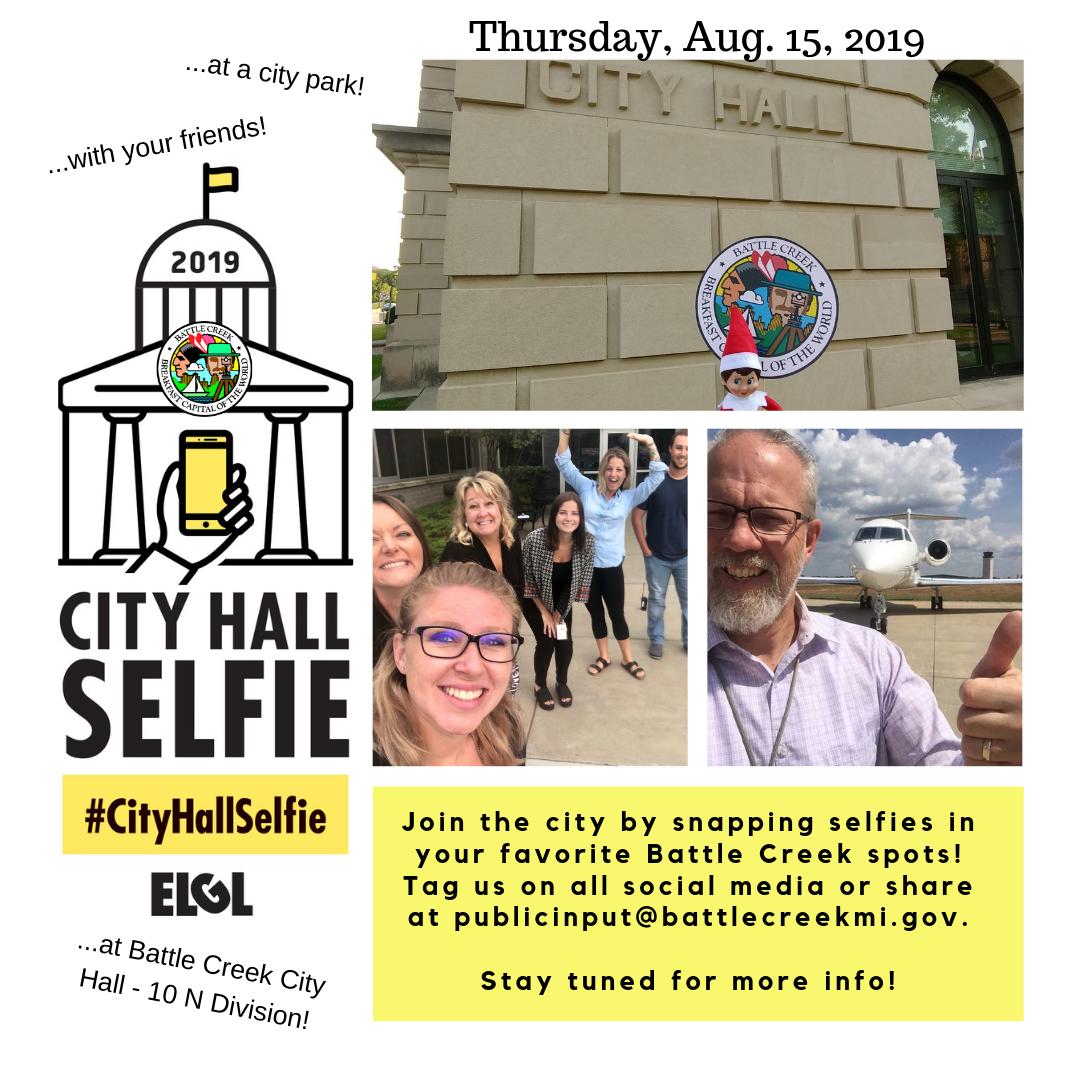 Thursday, Aug. 15, 2019
...at a city park!
...with your friends!
CITY HALL
BATTLE CREEK
BREAKFAST C L OF THE WORLD
2019
BATTLE CREEK
BREAKFAST CAPITAL OF THE WORLD
CITY HALL
SELFIE
#CityHallSelfie
ELGL
...at Battle Creek City
Hall - 10 N Division!
Join the city by snapping selfies in
your favorite Battle Creek spots!
Tag us on all social media or share
at publicinput@battlecreekmi.gov.
Stay tuned for more info!